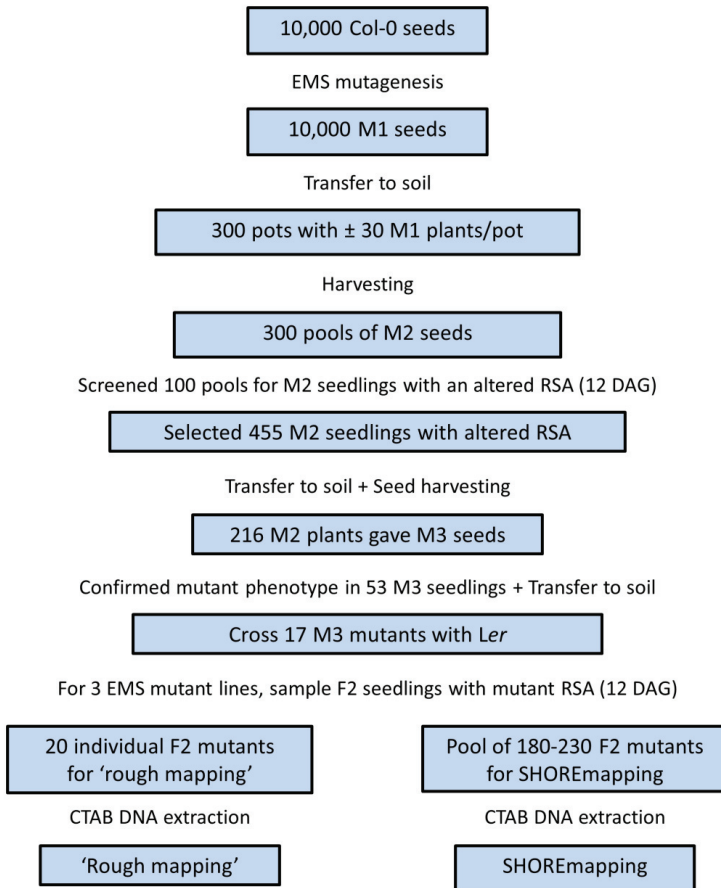 10,000 Col-0 seeds
EMS mutagenesis
10,000 M1 seeds
Transfer to soil
300 pots with ± 30 M1 plants/pot
Harvesting
300 pools of M2 seeds
Screened 100 pools for M2 seedlings with an altered RSA (12 DAG)
Selected 455 M2 seedlings with altered RSA
Transfer to soil + Seed harvesting
216 M2 plants gave M3 seeds
Confirmed mutant phenotype in 53 M3 seedlings + Transfer to soil
Cross 17 M3 mutants with Ler
For 3 EMS mutant lines, sample F2 seedlings with mutant RSA (12 DAG)
20 individual F2 mutants
for ‘rough mapping’
Pool of 180-230 F2 mutants
for SHOREmapping
CTAB DNA extraction
CTAB DNA extraction
‘Rough mapping’
SHOREmapping